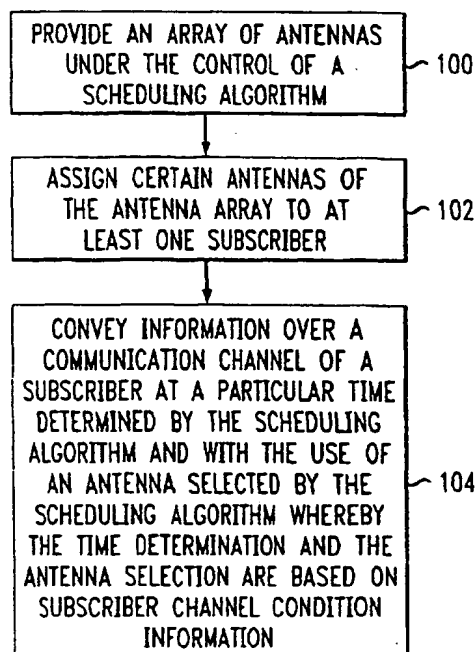 PROVIDE AN ARRAY OF ANTENNAS
UNDER THE CONTROL OF A
SCHEDULING ALGORITHM
100
ASSIGN CERTAIN ANTENNAS OF
THE ANTENNA ARRAY TO AT
LEAST ONE SUBSCRIBER
102
CONVEY INFORMATION OVER A
COMMUNICATION CHANNEL OF A
SUBSCRIBER AT A PARTICULAR TIME
DETERMINED BY THE SCHEDULING
ALGORITHM AND WITH THE USE OF
AN ANTENNA SELECTED BY THE
SCHEDULING ALGORITHM WHEREBY
THE TIME DETERMINATION AND THE
ANTENNA SELECTION ARE BASED ON
SUBSCRIBER CHANNEL CONDITION
INFORMATION
104